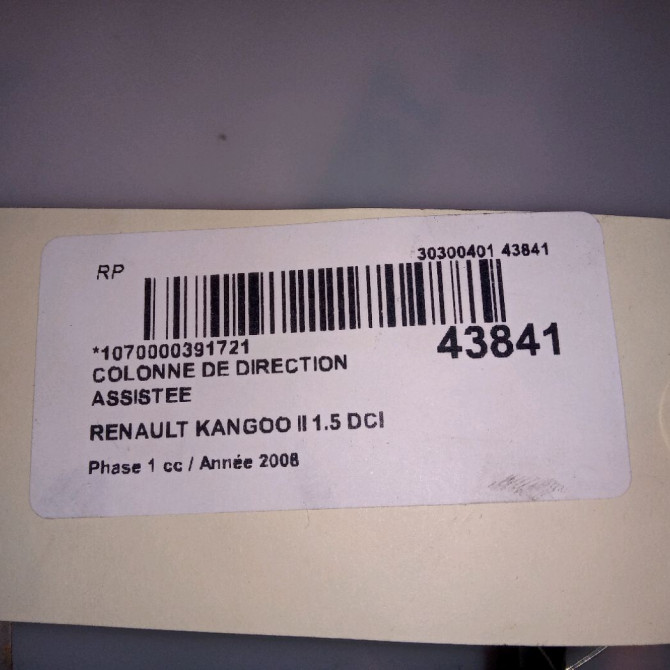 RP
30300401 43841
*1070000391721
43841
COLONNE DE DIRECTION
ASSISTEE
RENAULT KANGOO II 1.5 DCI
Phase 1 cc / Année 2008